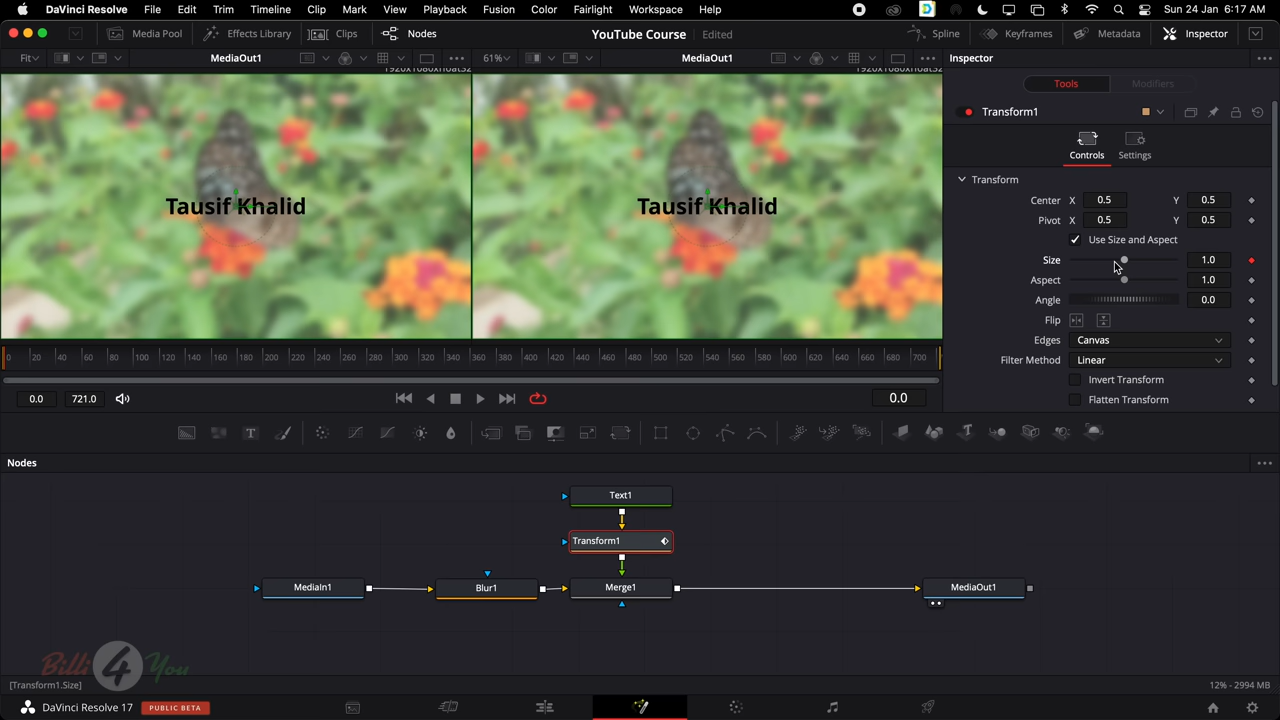 DaVinci Resolve File Edit Trim Timeline Clip Mark View Playback Fusion Color Fairlight Workspace Help Sun 24 Jan 6:17 AM
Media Pool Effects Library Clips Nodes YouTube Course Edited Spline Keyframes Metadata Inspector
Fit MediaOut1 61% MediaOut1 Inspector
1920x1080xfloat32 1920x1080xfloat32
Tools Modifiers
Transform1
Controls Settings
Transform
Center X 0.5 Y 0.5
Pivot X 0.5 Y 0.5
Use Size and Aspect
Size 1.0
Aspect 1.0
Angle 0.0
Flip
Edges Canvas
Filter Method Linear
Invert Transform
Flatten Transform
Tausif Khalid Tausif Khalid
0 20 40 60 80 100 120 140 160 180 200 220 240 260 280 300 320 340 360 380 400 420 440 460 480 500 520 540 560 580 600 620 640 660 680 700
0.0 721.0 0.0
Nodes
Text1
Transform1
MediaIn1 Blur1 Merge1 MediaOut1
Billi 4 You
[Transform1.Size] 12% - 2994 MB
DaVinci Resolve 17 PUBLIC BETA